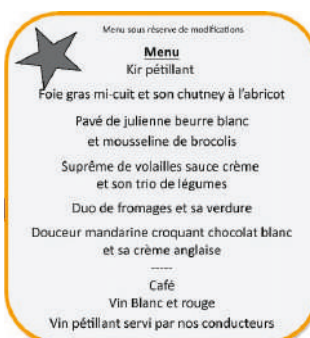 Menu sous réserve de modifications
Menu
Kir pétillant
Foie gras mi-cuit et son chutney à l'abricot
Pavé de julienne beurre blanc
et mousseline de brocolis
Suprême de volailles sauce crème
et son trio de légumes
Duo de fromages et sa verdure
Douceur mandarine croquant chocolat blanc
et sa crème anglaise
-----
Café
Vin Blanc et rouge
Vin pétillant servi par nos conducteurs